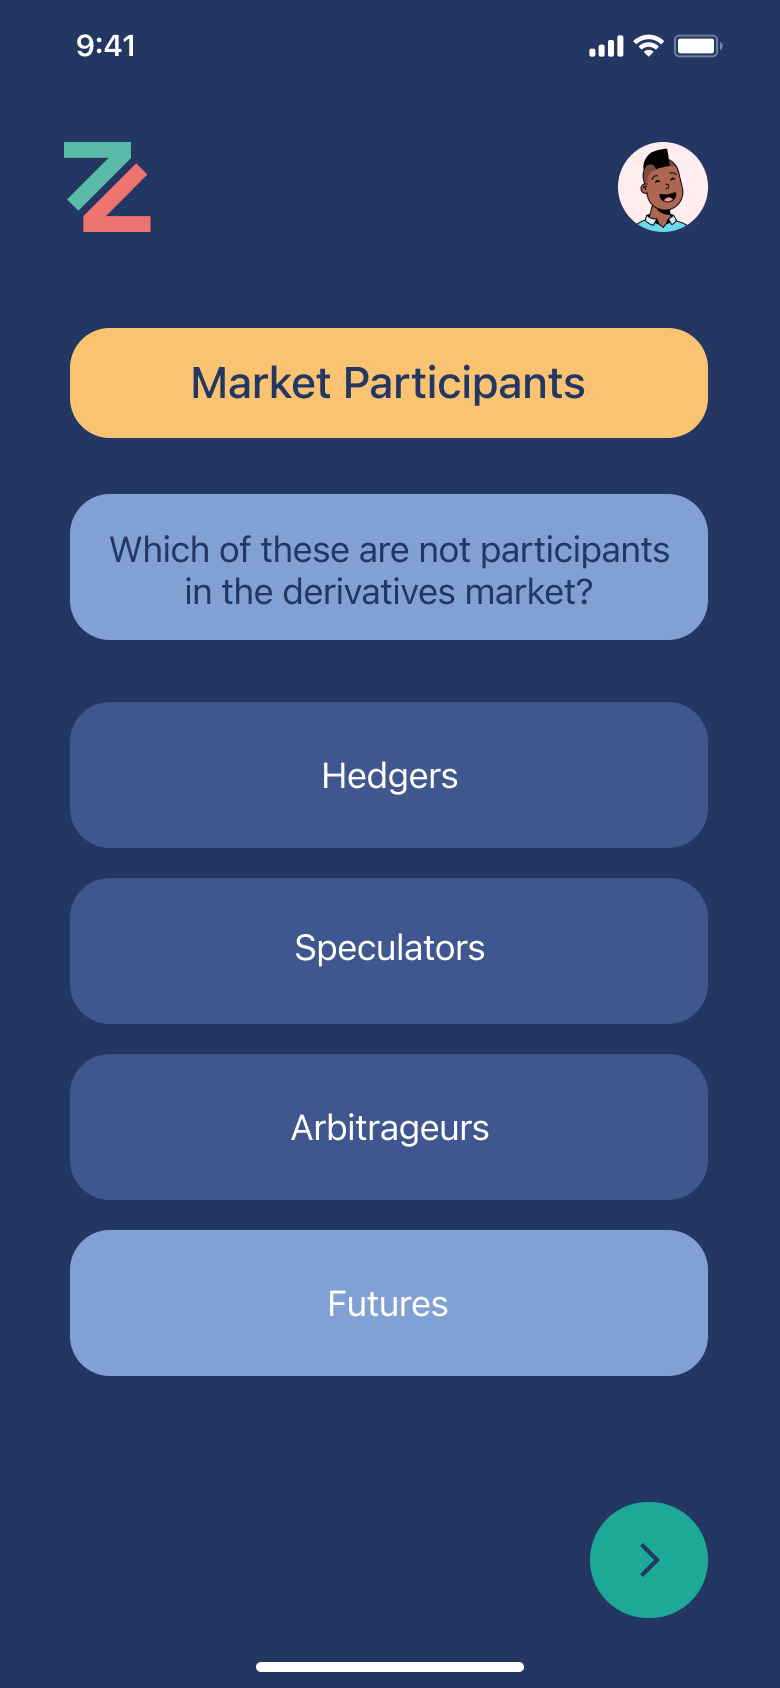 9:41
Market Participants
Which of these are not participants
in the derivatives market?
Hedgers
Speculators
Arbitrageurs
Futures